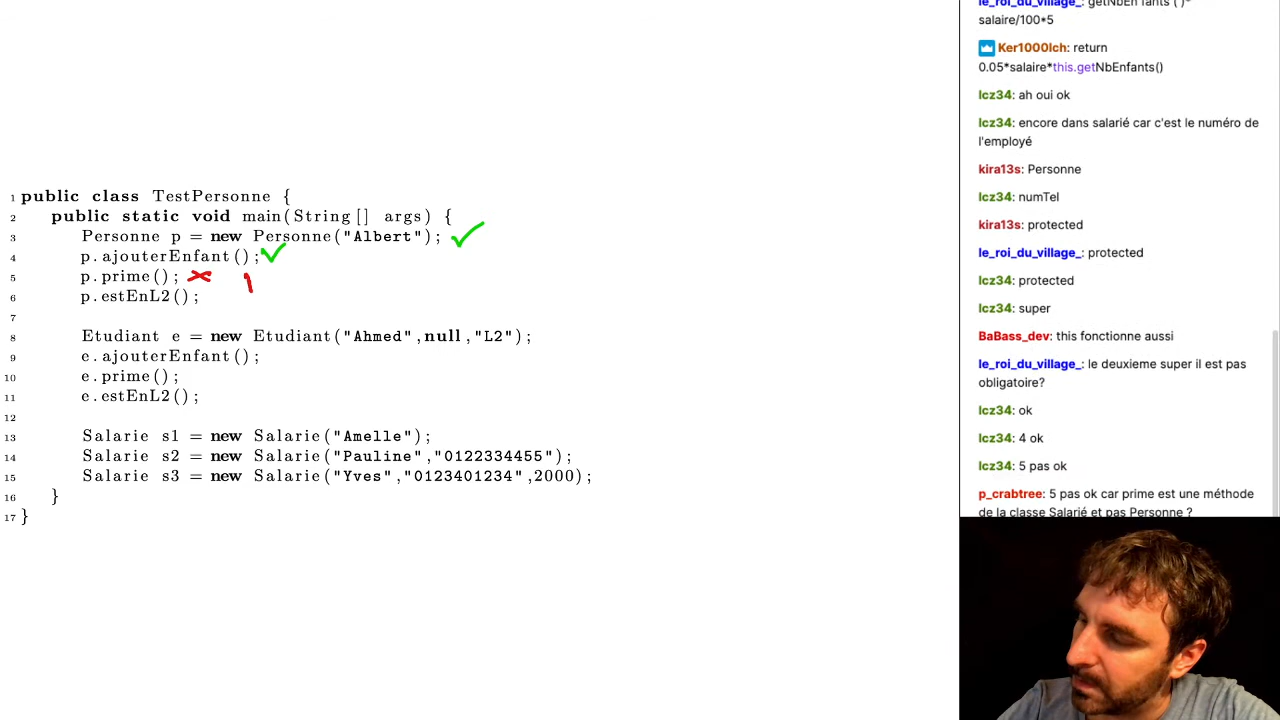 1 public class TestPersonne {
2 public static void main(String[] args) {
3 Personne p = new Personne("Albert");
4 p.ajouterEnfant();
5 p.prime();
6 p.estEnL2();
7
8 Etudiant e = new Etudiant("Ahmed",null,"L2");
9 e.ajouterEnfant();
10 e.prime();
11 e.estEnL2();
12
13 Salarie s1 = new Salarie("Amelle");
14 Salarie s2 = new Salarie("Pauline","0122334455");
15 Salarie s3 = new Salarie("Yves","0123401234",2000);
16 }
17 }
le_roi_du_village_: getNbEnfants ()*
salaire/100*5
Ker1000lch: return
0.05*salaire*this.getNbEnfants()
lcz34: ah oui ok
lcz34: encore dans salarié car c'est le numéro de
l'employé
kira13s: Personne
lcz34: numTel
kira13s: protected
le_roi_du_village_: protected
lcz34: protected
lcz34: super
BaBass_dev: this fonctionne aussi
le_roi_du_village_: le deuxieme super il est pas
obligatoire?
lcz34: ok
lcz34: 4 ok
lcz34: 5 pas ok
p_crabtree: 5 pas ok car prime est une méthode
de la classe Salarié et pas Personne ?